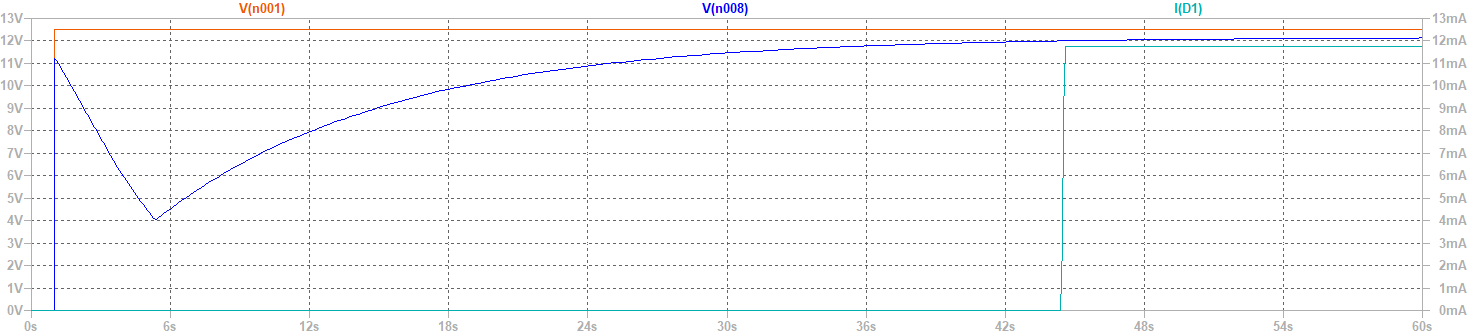 V(n001) V(n008) I(D1)
13V 13mA
12V 12mA
11V 11mA
10V 10mA
9V 9mA
8V 8mA
7V 7mA
6V 6mA
5V 5mA
4V 4mA
3V 3mA
2V 2mA
1V 1mA
0V 0mA
0s 6s 12s 18s 24s 30s 36s 42s 48s 54s 60s